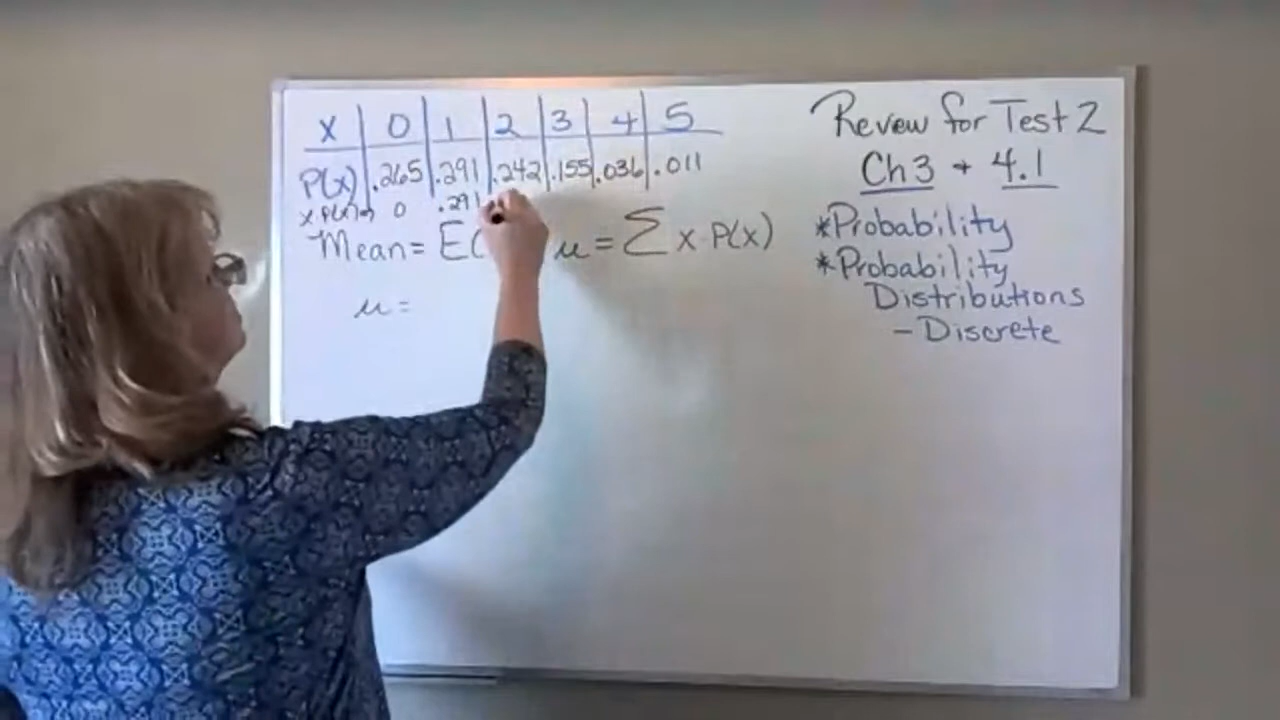 X 0 1 2 3 4 5
P(x) .265 .291 .242 .155 .036 .011
x P(x)⇒ 0 .291
Mean = E( u = Σ x·P(x)
u =
Revew for Test 2
Ch 3 + 4.1
*Probability
*Probability
Distributions
- Discrete